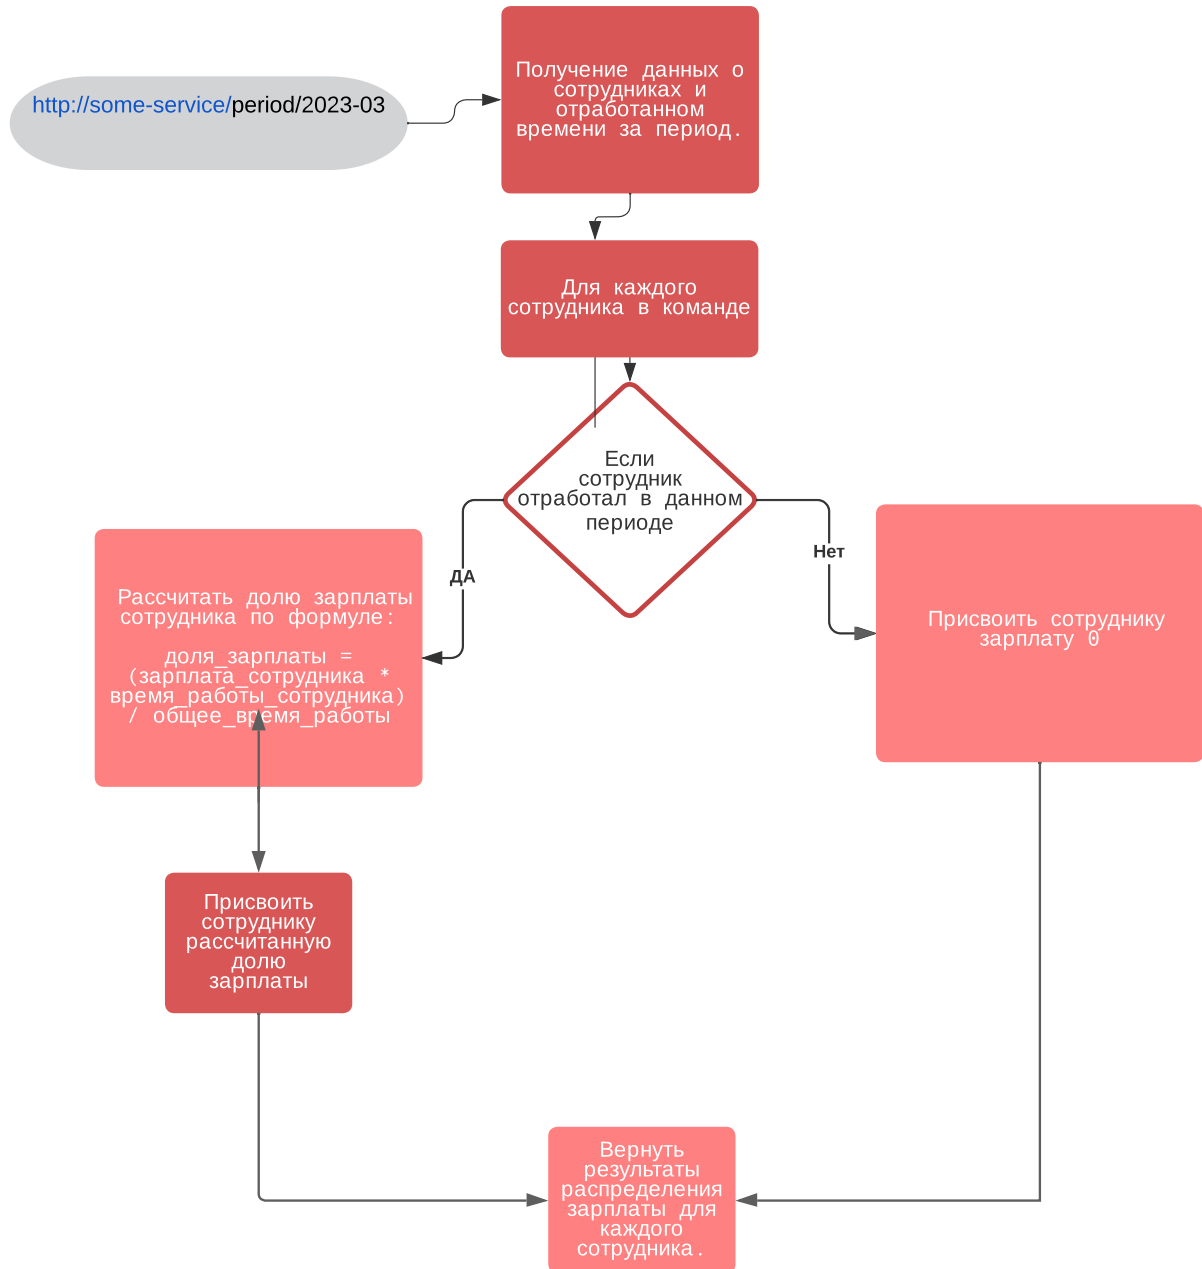 http://some-service/period/2023-03
Получение данных о
сотрудниках и
отработанном
времени за период.
Для каждого
сотрудника в команде
Если
сотрудник
отработал в данном
периоде
ДА
Нет
Рассчитать долю зарплаты
сотрудника по формуле:
доля_зарплаты =
(зарплата_сотрудника *
время_работы_сотрудника)
/ общее_время_работы
Присвоить сотруднику
зарплату 0
Присвоить
сотруднику
рассчитанную
долю
зарплаты
Вернуть
результаты
распределения
зарплаты для
каждого
сотрудника.